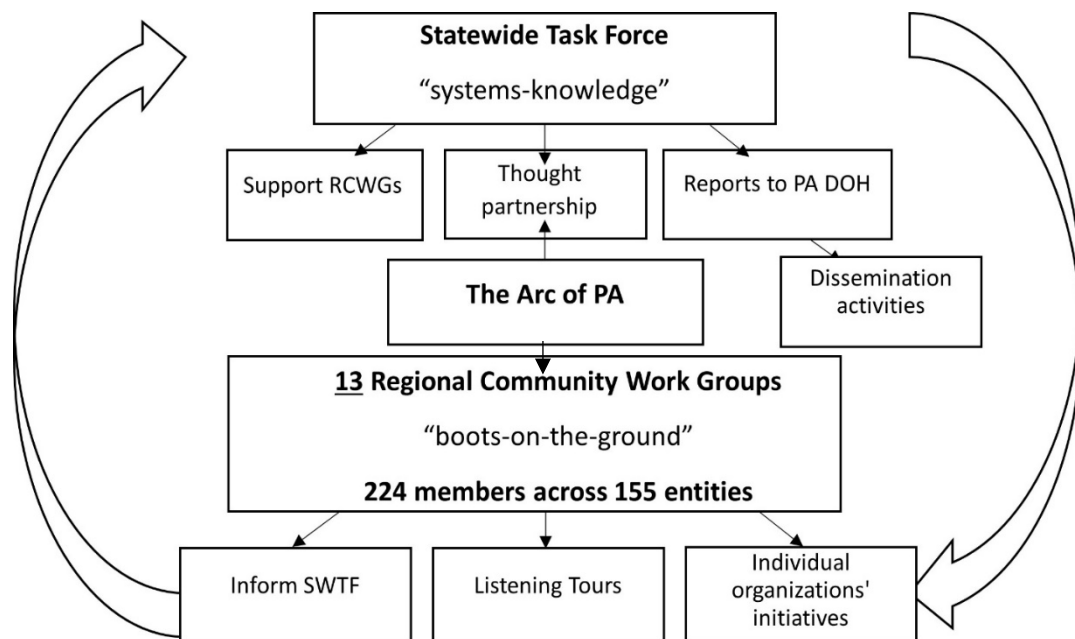 Statewide Task Force
“systems-knowledge”
Support RCWGs
Thought
partnership
Reports to PA DOH
The Arc of PA
Dissemination
activities
13 Regional Community Work Groups
“boots-on-the-ground”
224 members across 155 entities
Inform SWTF
Listening Tours
Individual
organizations'
initiatives